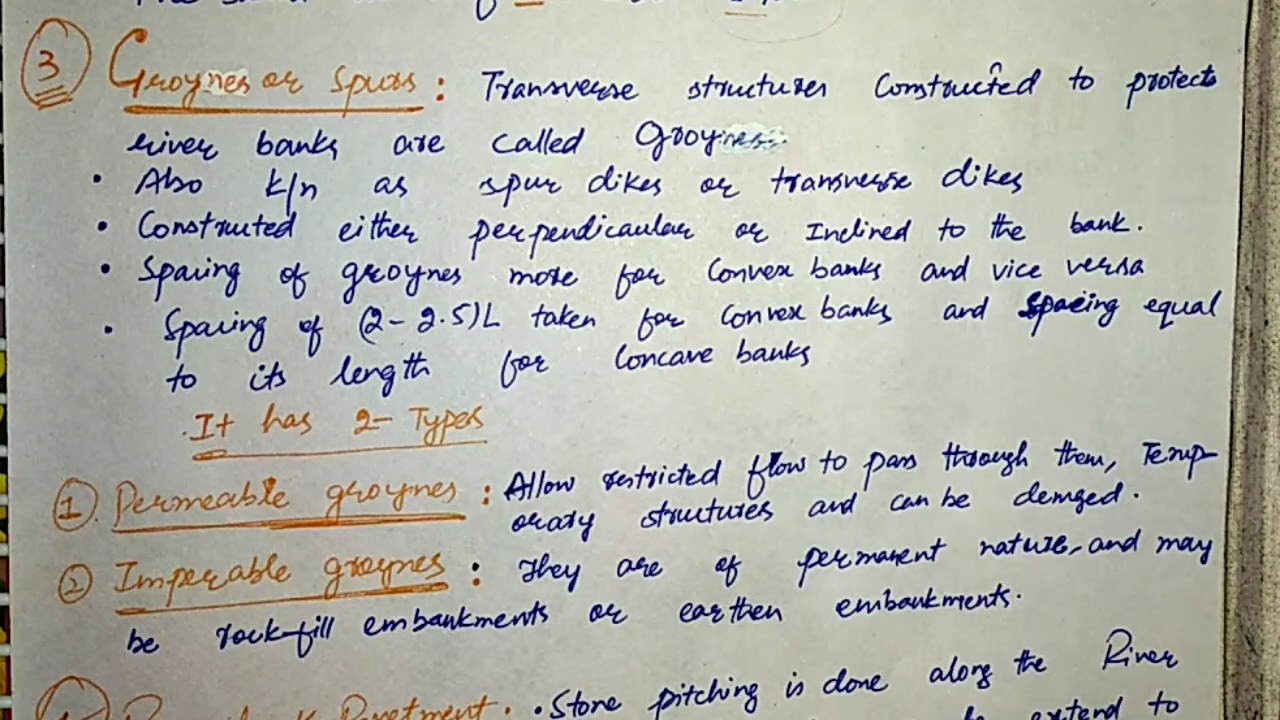 3 Groynes or Spurs : Transverse structures Constructed to protects
river banks are called Groynes
• Also k/n as spur dikes or transverse dikes
• Constructed either perpendicaular or Inclined to the bank.
• Spacing of groynes more for Convex banks and vice versa
• Spacing of (2-2.5)L taken for convex banks and spacing equal
to its length for Concave banks
. It has 2- Types
1. Permeable groynes : Allow restricted flow to pass through them, Temp-
orary structures and can be demged.
2 Imperable groynes : They are of permanent nature, and may
be rock-fill embankments or earthen embankments.
. • Stone pitching is done along the River
extend to